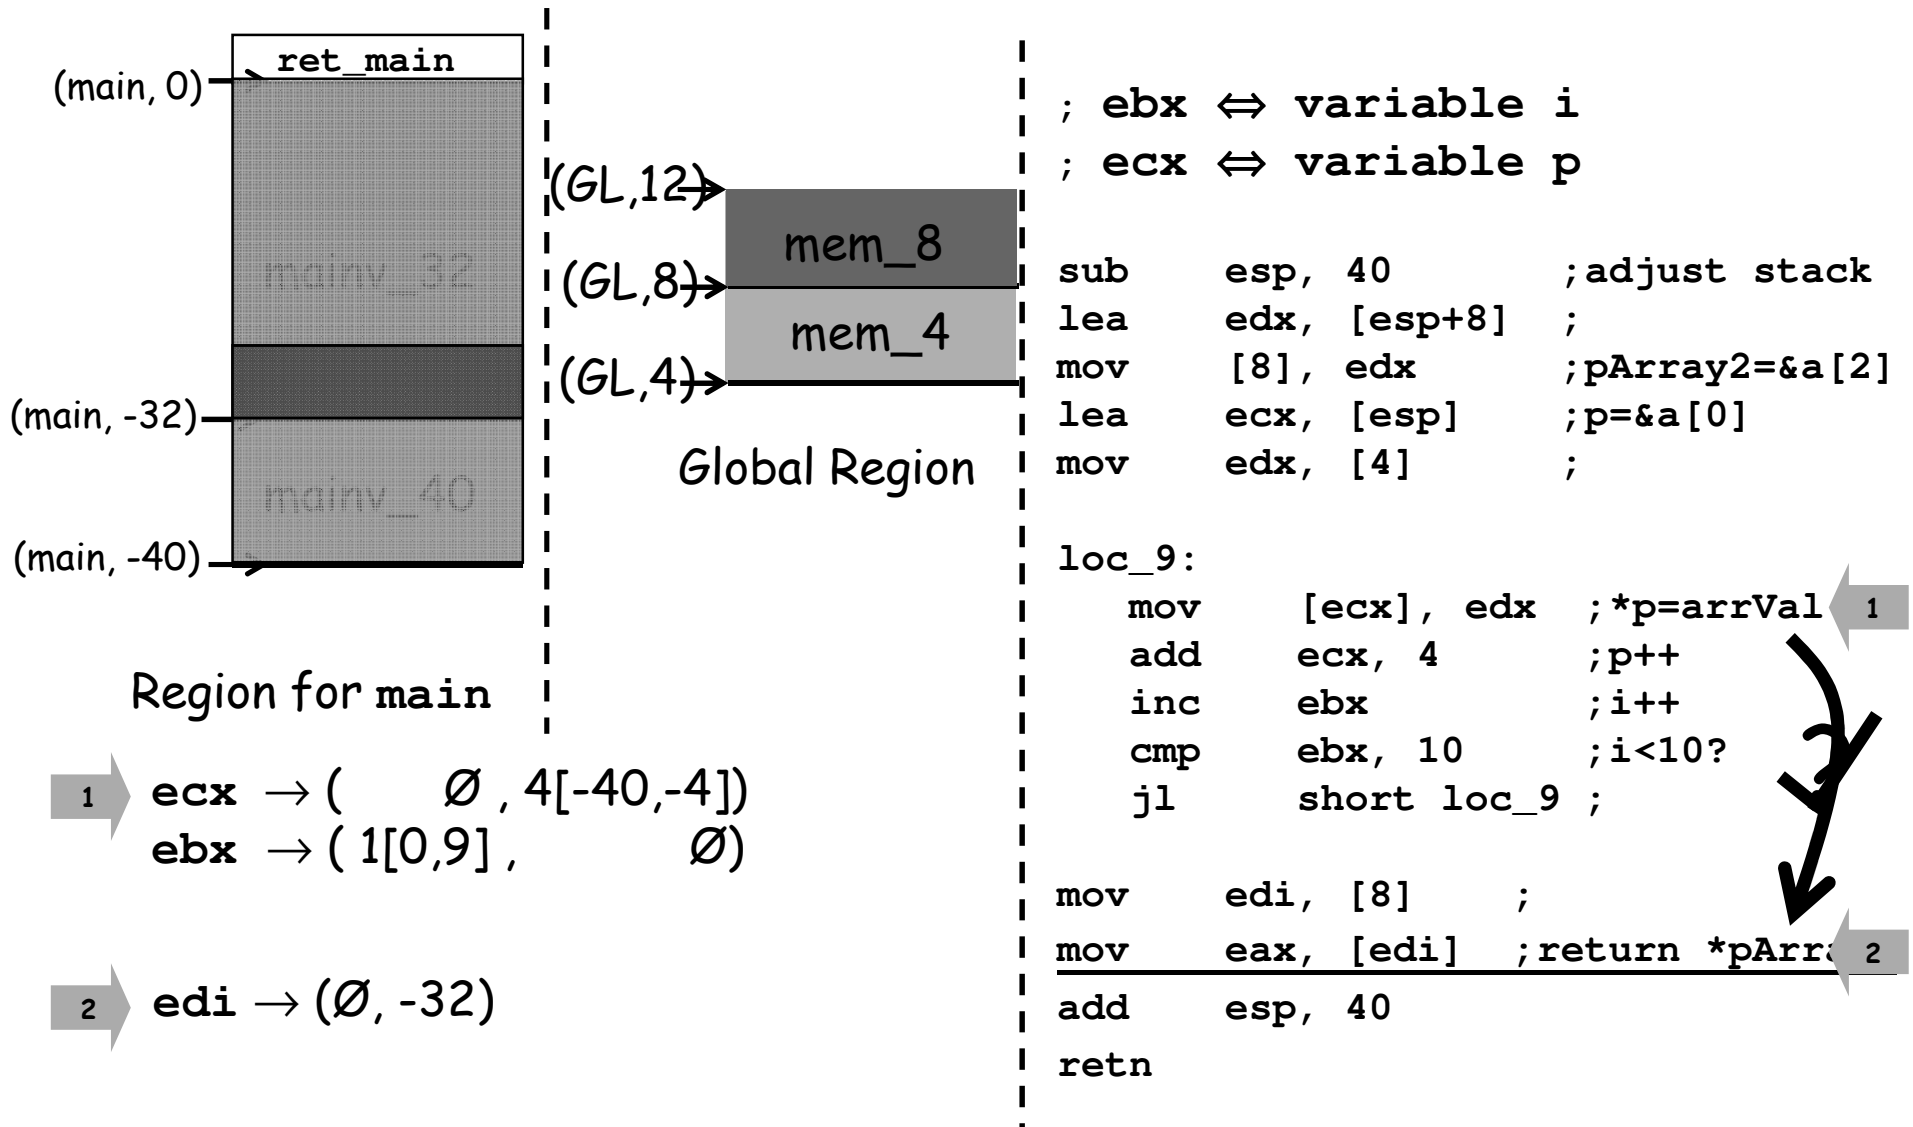 ret_main
(main, 0)
mainv_32
(main, -32)
mainv_40
(main, -40)
Region for main
(GL,12)
mem_8
(GL,8)
mem_4
(GL,4)
Global Region
1
ecx → ( Ø , 4[-40,-4])
ebx → ( 1[0,9] , Ø)
2
edi → (Ø, -32)
; ebx ⇔ variable i
; ecx ⇔ variable p
sub esp, 40 ;adjust stack
lea edx, [esp+8] ;
mov [8], edx ;pArray2=&a[2]
lea ecx, [esp] ;p=&a[0]
mov edx, [4] ;
loc_9:
mov [ecx], edx ;*p=arrVal 1
add ecx, 4 ;p++
inc ebx ;i++
cmp ebx, 10 ;i<10?
jl short loc_9 ;
?
mov edi, [8] ;
mov eax, [edi] ;return *pArra 2
add esp, 40
retn